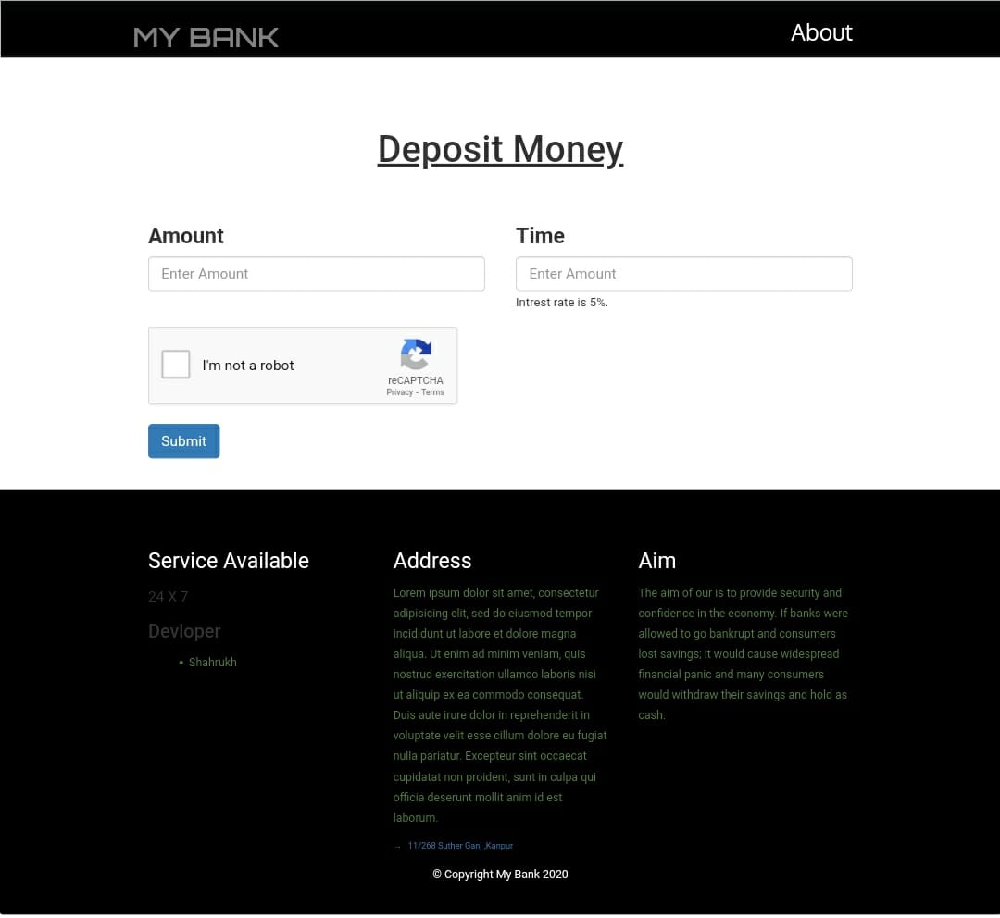 MY BANK
About
Deposit Money
Amount
Time
Enter Amount
Enter Amount
Intrest rate is 5%.
I'm not a robot
reCAPTCHA
Privacy - Terms
Submit
Service Available
24 X 7
Devloper
• Shahrukh
Address
Lorem ipsum dolor sit amet, consectetur
adipisicing elit, sed do eiusmod tempor
incididunt ut labore et dolore magna
aliqua. Ut enim ad minim veniam, quis
nostrud exercitation ullamco laboris nisi
ut aliquip ex ea commodo consequat.
Duis aute irure dolor in reprehenderit in
voluptate velit esse cillum dolore eu fugiat
nulla pariatur. Excepteur sint occaecat
cupidatat non proident, sunt in culpa qui
officia deserunt mollit anim id est
laborum.
→ 11/268 Suther Ganj ,Kanpur
Aim
The aim of our is to provide security and
confidence in the economy. If banks were
allowed to go bankrupt and consumers
lost savings; it would cause widespread
financial panic and many consumers
would withdraw their savings and hold as
cash.
© Copyright My Bank 2020